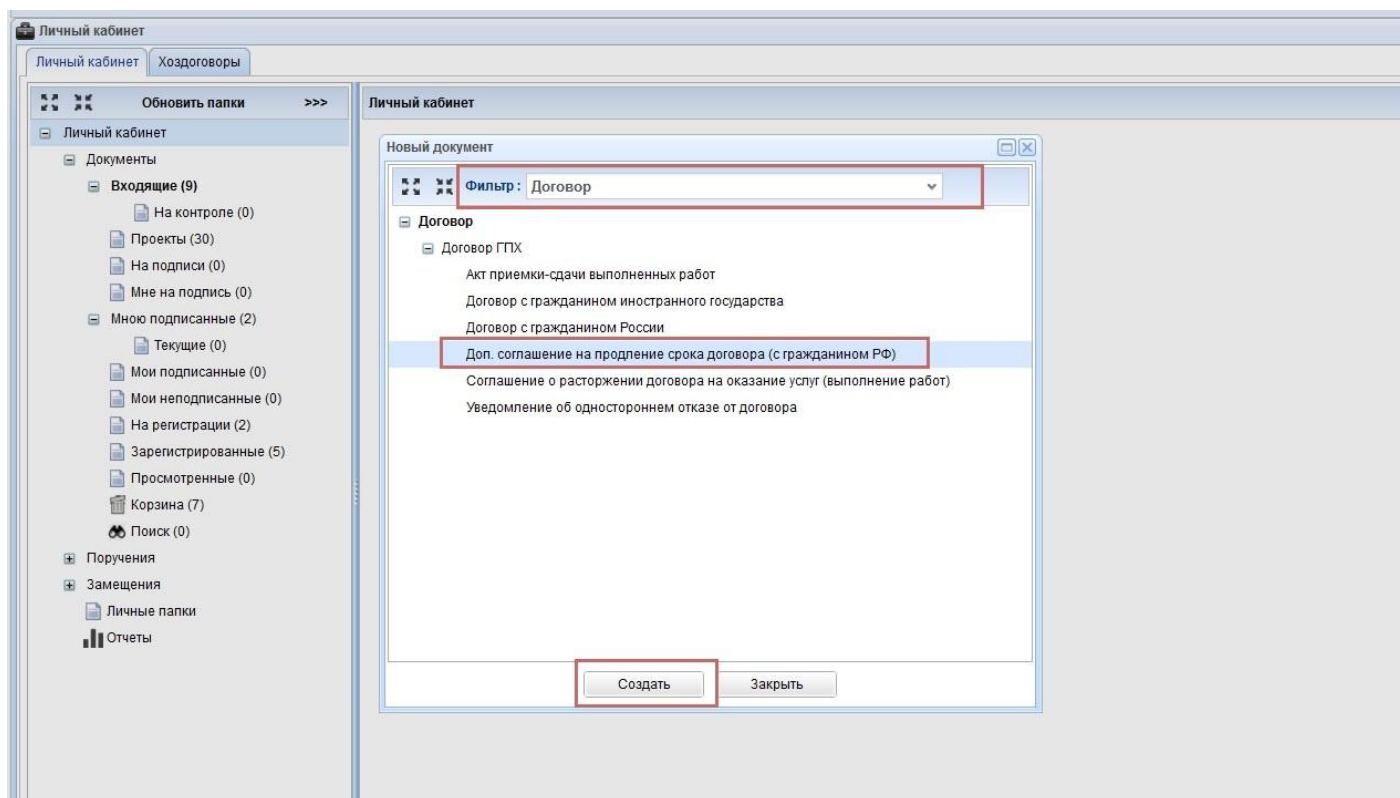 Личный кабинет
Личный кабинет Хоздоговоры
Обновить папки >>>
Личный кабинет
Документы
Входящие (9)
На контроле (0)
Проекты (30)
На подписи (0)
Мне на подпись (0)
Мною подписанные (2)
Текущие (0)
Мои подписанные (0)
Мои неподписанные (0)
На регистрации (2)
Зарегистрированные (5)
Просмотренные (0)
Корзина (7)
Поиск (0)
Поручения
Замещения
Личные папки
Отчеты
Личный кабинет
Новый документ
Фильтр : Договор
Договор
Договор ГПХ
Акт приемки-сдачи выполненных работ
Договор с гражданином иностранного государства
Договор с гражданином России
Доп. соглашение на продление срока договора (с гражданином РФ)
Соглашение о расторжении договора на оказание услуг (выполнение работ)
Уведомление об одностороннем отказе от договора
Создать Закрыть